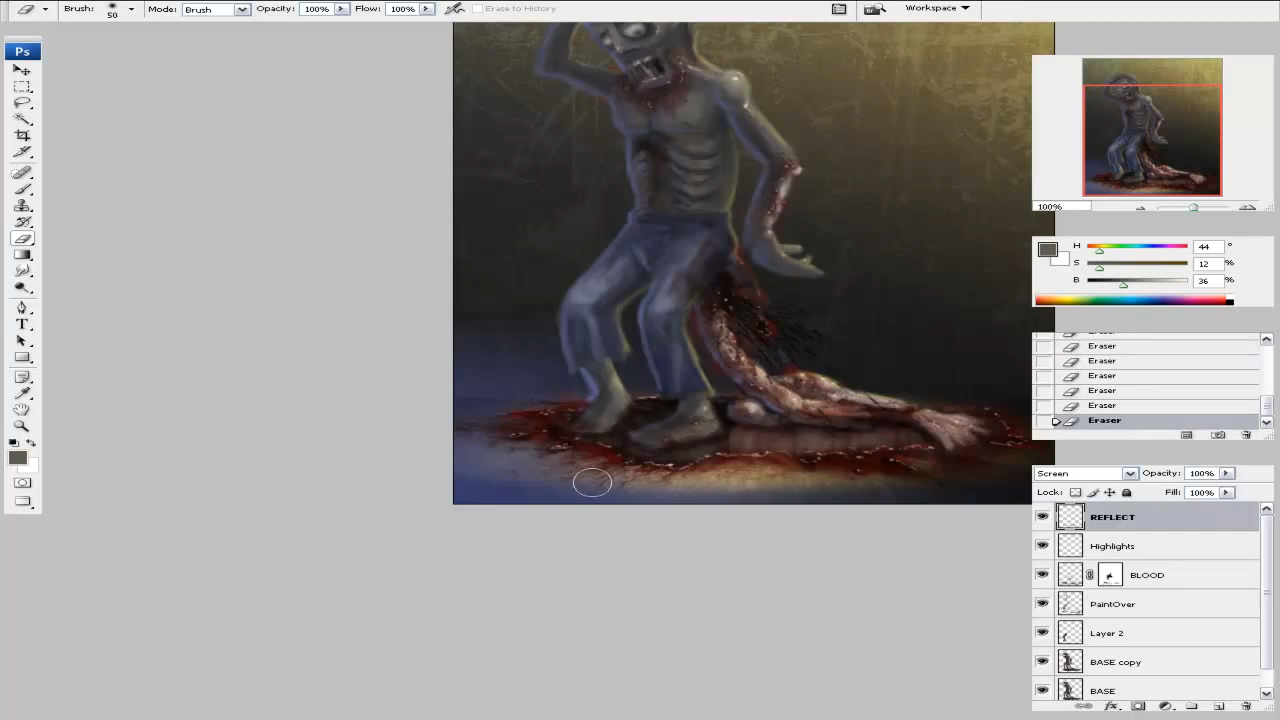 Brush: 50 Mode: Brush Opacity: 100% Flow: 100% Erase to History Workspace
Ps
T
100%
H 44 °
S 12 %
B 36 %
Eraser
Eraser
Eraser
Eraser
Eraser
Eraser
Screen Opacity: 100%
Lock: Fill: 100%
REFLECT
Highlights
BLOOD
PaintOver
Layer 2
BASE copy
BASE
fx